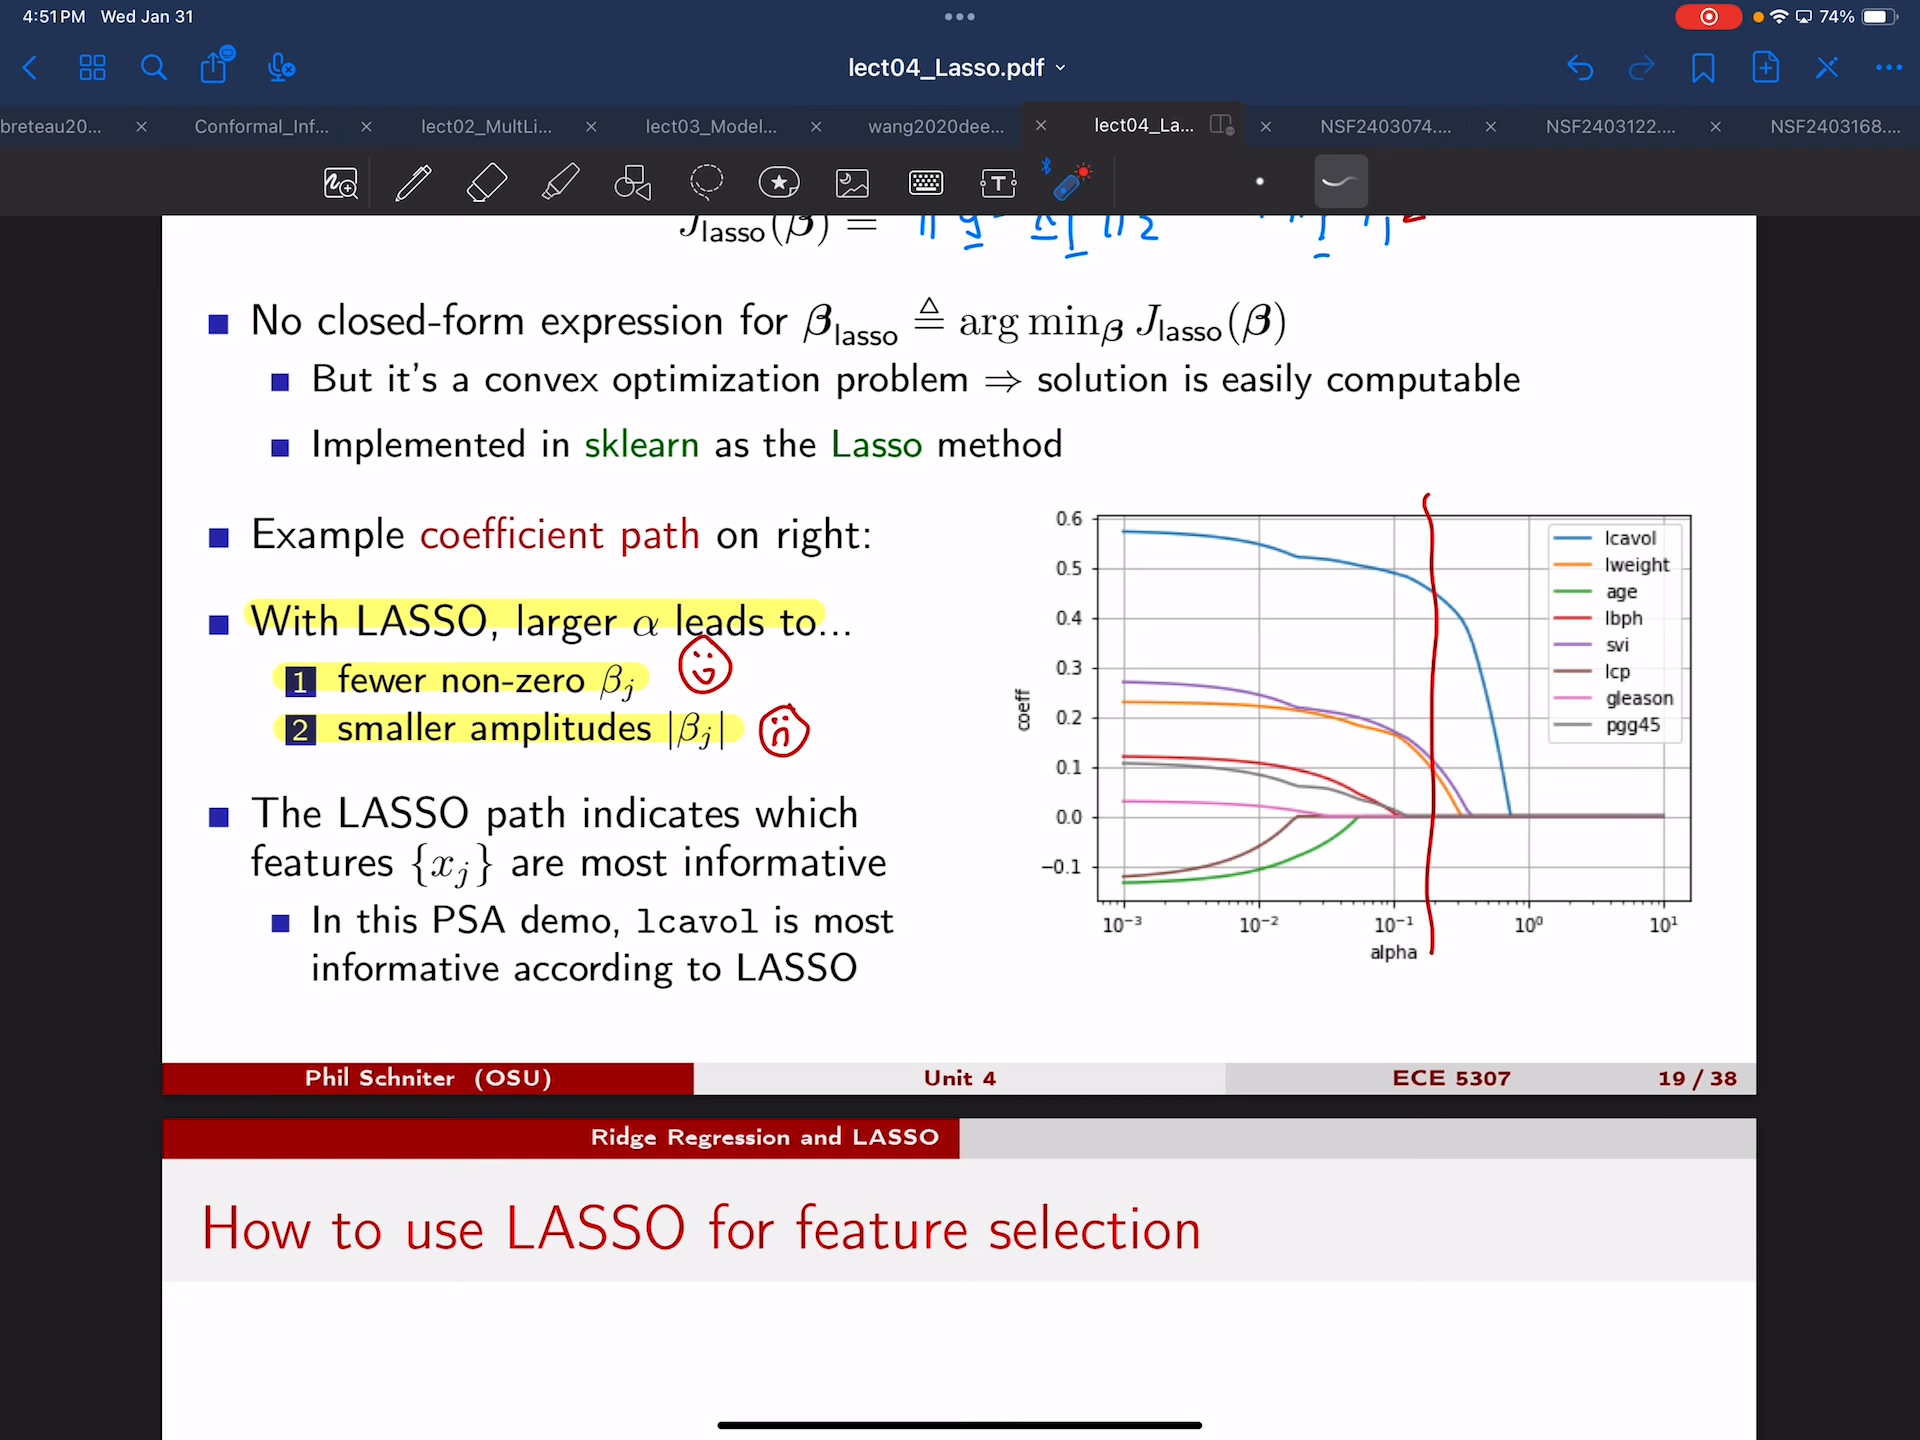 4:51 PM Wed Jan 31
74%
lect04_Lasso.pdf
breteau20...
Conformal_Inf...
lect02_MultLi...
lect03_Model...
wang2020dee...
lect04_La...
NSF2403074....
NSF2403122....
NSF2403168....
J_lasso(β) =
■ No closed-form expression for β_lasso ≜ arg min_β J_lasso(β)
■ But it's a convex optimization problem ⇒ solution is easily computable
■ Implemented in sklearn as the Lasso method
■ Example coefficient path on right:
■ With LASSO, larger α leads to...
1 fewer non-zero β_j
2 smaller amplitudes |β_j|
■ The LASSO path indicates which
features {x_j} are most informative
■ In this PSA demo, lcavol is most
informative according to LASSO
0.6
0.5
0.4
0.3
0.2
0.1
0.0
−0.1
coeff
10⁻³
10⁻²
10⁻¹
10⁰
10¹
alpha
lcavol
lweight
age
lbph
svi
lcp
gleason
pgg45
Phil Schniter (OSU)
Unit 4
ECE 5307
19 / 38
Ridge Regression and LASSO
How to use LASSO for feature selection